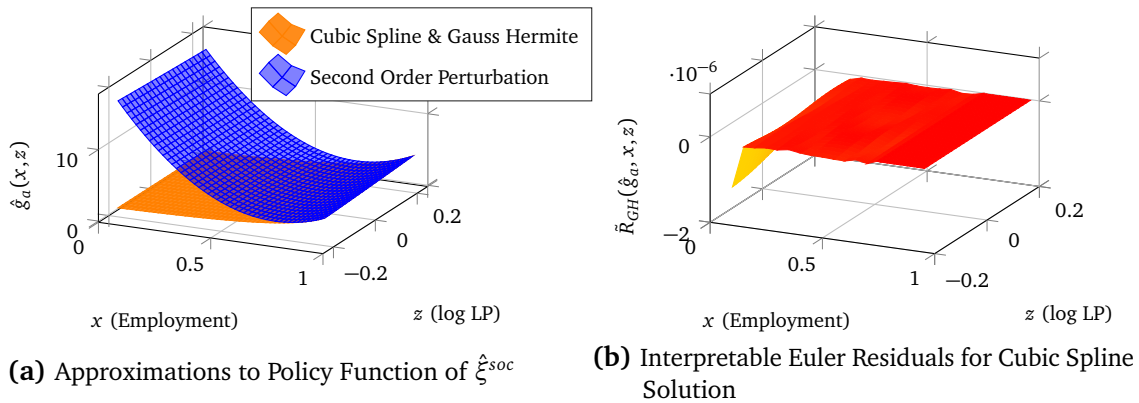 Cubic Spline & Gauss Hermite
Second Order Perturbation
10
0
ĝₐ(x, z)
0
0.5
1
−0.2
0
0.2
x (Employment)
z (log LP)
(a) Approximations to Policy Function of ξ̂ˢᵒᶜ
·10⁻⁶
0
−2
R̃_GH(ĝₐ, x, z)
0
0.5
1
−0.2
0
0.2
x (Employment)
z (log LP)
(b) Interpretable Euler Residuals for Cubic Spline
Solution